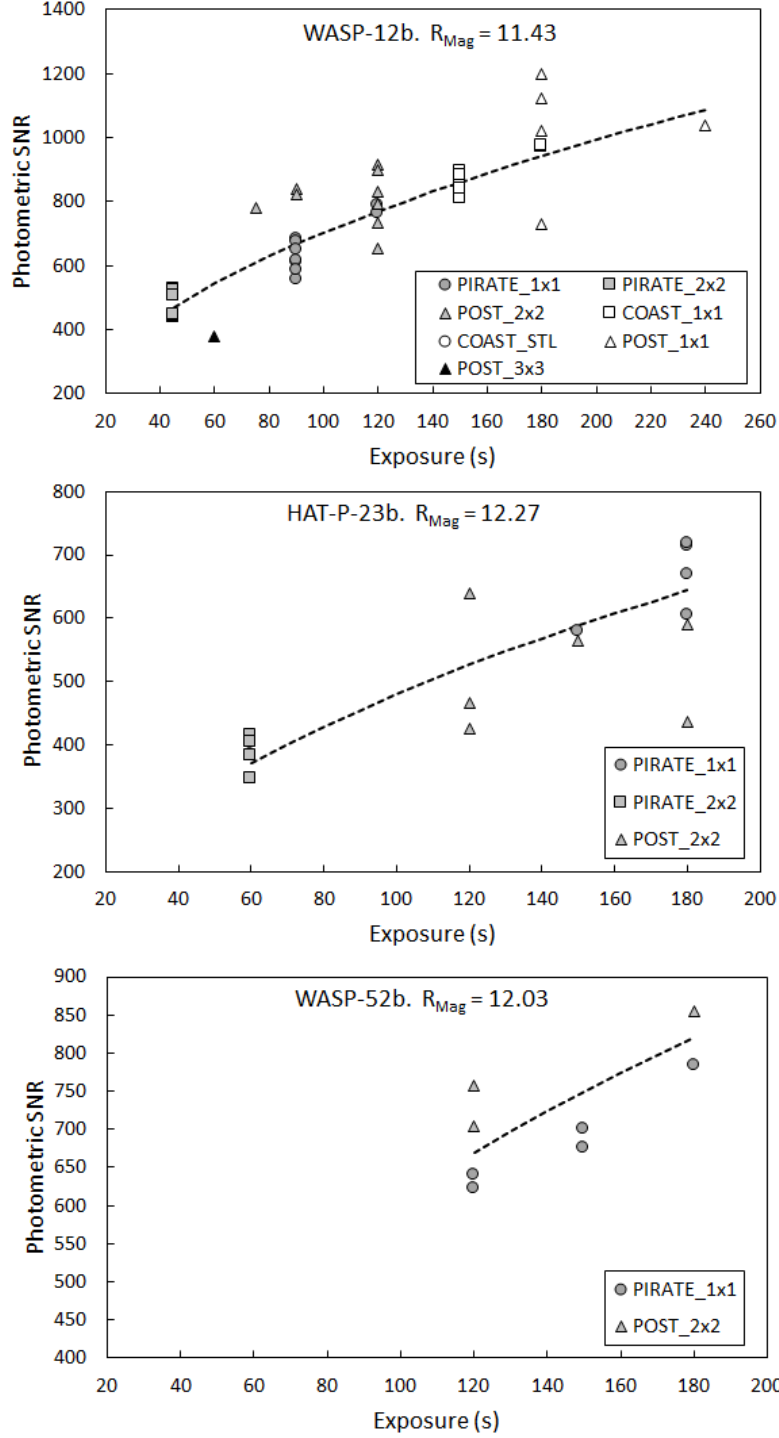 WASP-12b. RMag = 11.43
Photometric SNR
1400
1200
1000
800
600
400
200
PIRATE_1x1 PIRATE_2x2
POST_2x2 COAST_1x1
COAST_STL POST_1x1
POST_3x3
20 40 60 80 100 120 140 160 180 200 220 240 260
Exposure (s)
HAT-P-23b. RMag = 12.27
Photometric SNR
800
700
600
500
400
300
200
PIRATE_1x1
PIRATE_2x2
POST_2x2
20 40 60 80 100 120 140 160 180 200
Exposure (s)
WASP-52b. RMag = 12.03
Photometric SNR
900
850
800
750
700
650
600
550
500
450
400
PIRATE_1x1
POST_2x2
20 40 60 80 100 120 140 160 180 200
Exposure (s)